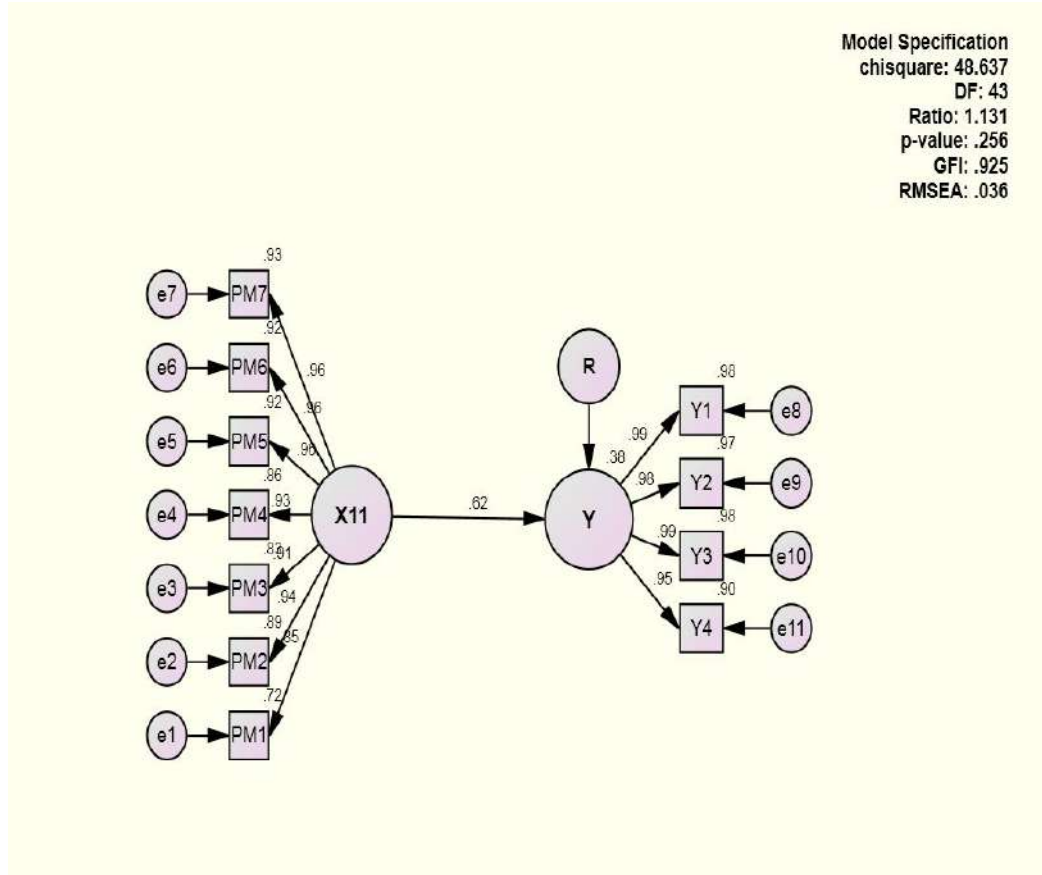 Model Specification
chisquare: 48.637
DF: 43
Ratio: 1.131
p-value: .256
GFI: .925
RMSEA: .036
.93
e7 PM7
.92
e6 PM6 .96
.92 .96
e5 PM5 .96
.86
e4 PM4 .93 X11 .62 Y
.83 .91
e3 PM3 .94
.89 .85
e2 PM2
.72
e1 PM1
R
.98
.99 Y1 e8
.38 .97
.98 Y2 e9
.98
.99 Y3 e10
.95 .90
Y4 e11